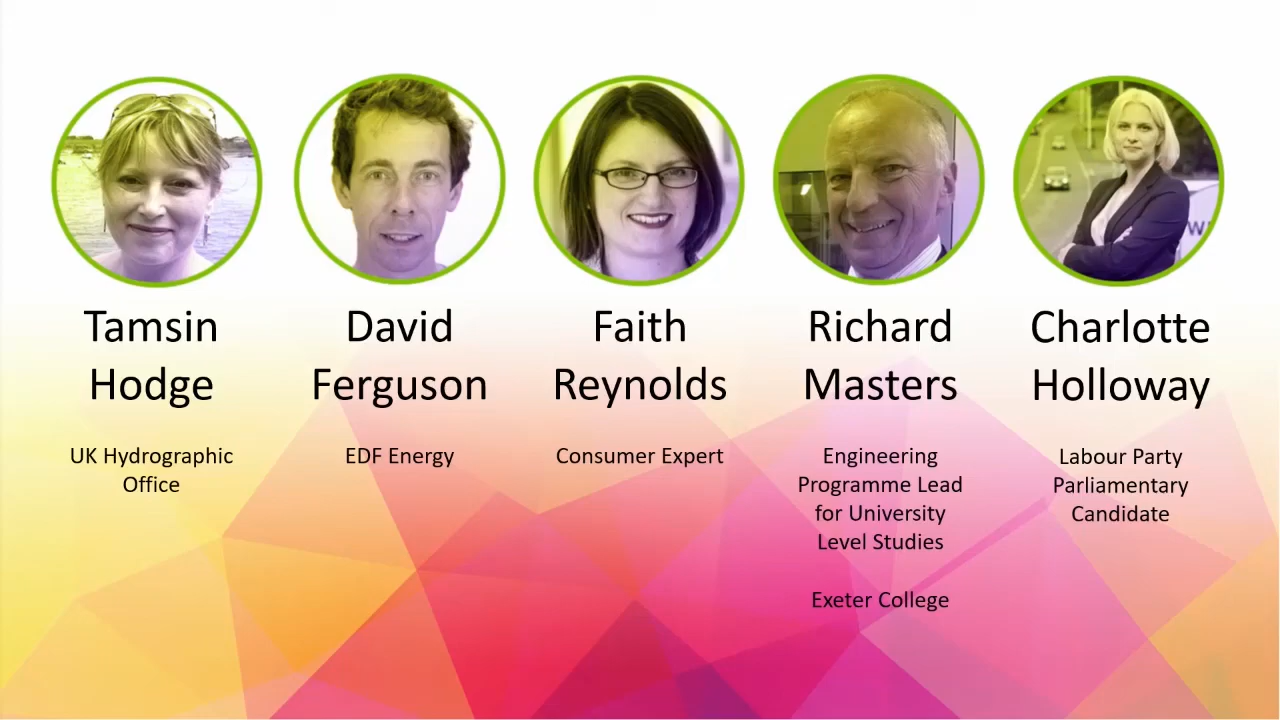 Tamsin
Hodge
UK Hydrographic
Office
David
Ferguson
EDF Energy
Faith
Reynolds
Consumer Expert
Richard
Masters
Engineering
Programme Lead
for University
Level Studies
Exeter College
Charlotte
Holloway
Labour Party
Parliamentary
Candidate